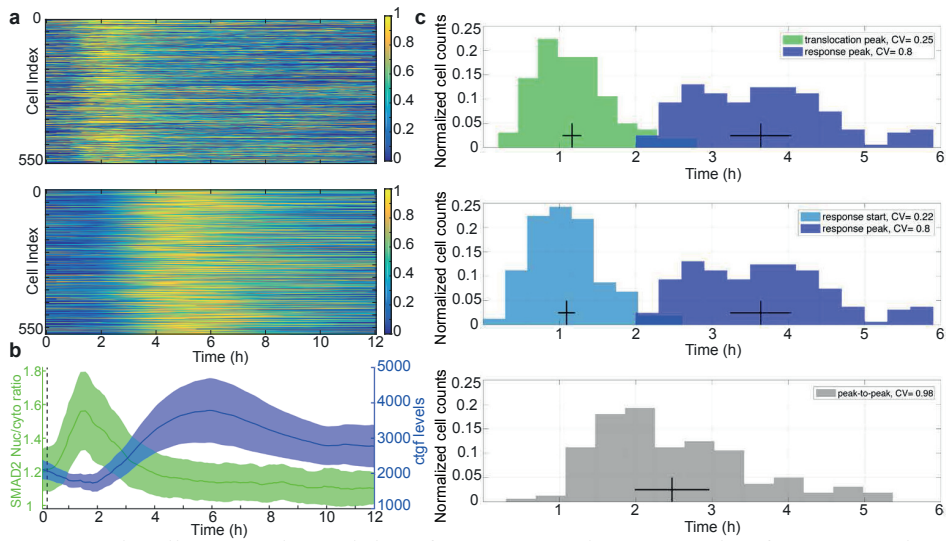 a
0
Cell Index
550
0 2 4 6 8 10 12
1
0.8
0.6
0.4
0.2
0
0
Cell Index
550
0 2 4 6 8 10 12
Time (h)
1
0.8
0.6
0.4
0.2
0
b
SMAD2 Nuc/cyto ratio
1.8
1.6
1.4
1.2
1
0 2 4 6 8 10 12
Time (h)
5000
4000
3000
2000
1000
ctgf levels
c
Normalized cell counts
0.25
0.2
0.15
0.1
0.05
0
translocation peak, CV= 0.25
response peak, CV= 0.8
1 2 3 4 5 6
Time (h)
Normalized cell counts
0.25
0.2
0.15
0.1
0.05
0
response start, CV= 0.22
response peak, CV= 0.8
1 2 3 4 5 6
Time (h)
Normalized cell counts
0.25
0.2
0.15
0.1
0.05
0
peak-to-peak, CV= 0.98
1 2 3 4 5 6
Time (h)